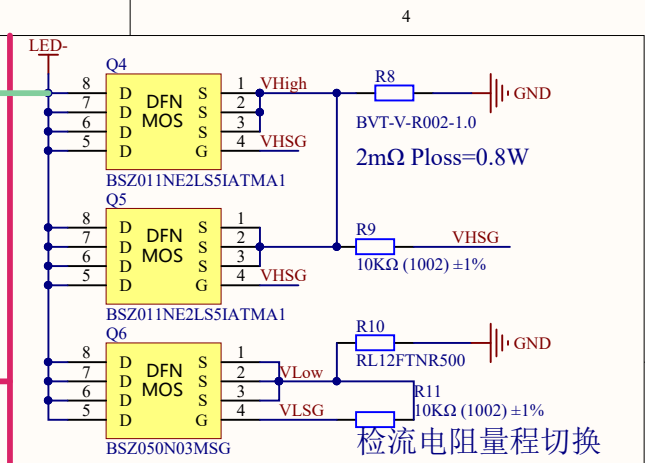 4
LED-
Q4
8 D DFN S 1 VHigh
7 D MOS S 2
6 D S 3
5 D G 4 VHSG
BSZ011NE2LS5IATMA1
R8
GND
BVT-V-R002-1.0
2mΩ Ploss=0.8W
Q5
8 D DFN S 1
7 D MOS S 2
6 D S 3
5 D G 4 VHSG
BSZ011NE2LS5IATMA1
R9
VHSG
10KΩ (1002) ±1%
Q6
8 D DFN S 1
7 D MOS S 2 VLow
6 D S 3
5 D G 4 VLSG
BSZ050N03MSG
R10
GND
RL12FTNR500
R11
10KΩ (1002) ±1%
检流电阻量程切换